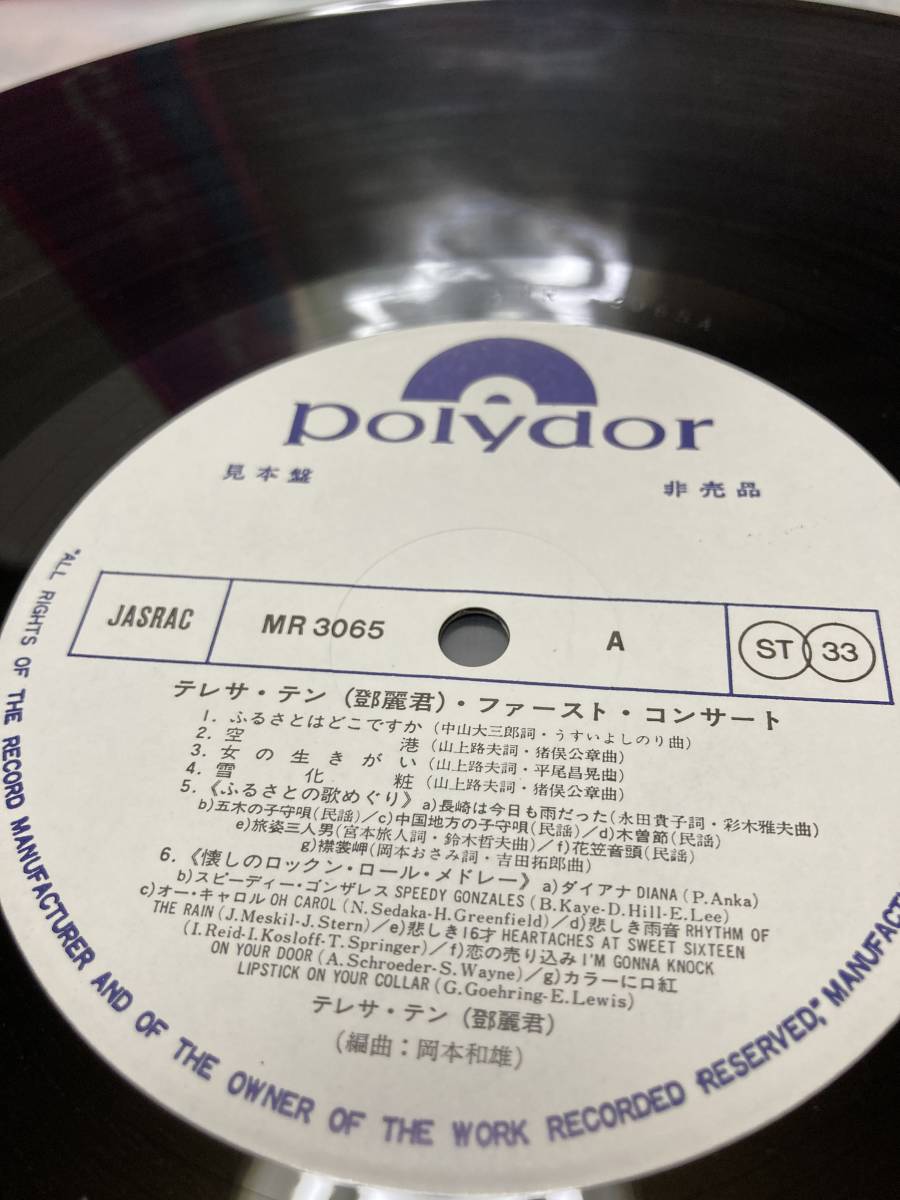 polydor
見本盤 非売品
JASRAC MR 3065 A ST 33
テレサ・テン（鄧麗君）・ファースト・コンサート
1. ふるさとはどこですか（中山大三郎詞・うすいよしのり曲）
2. 空港（山上路夫詞・猪俣公章曲）
3. 女の生きがい（山上路夫詞・平尾昌晃曲）
4. 雪化粧（山上路夫詞・猪俣公章曲）
5.《ふるさとの歌めぐり》a)長崎は今日も雨だった（永田貴子詞・彩木雅夫曲）
b)五木の子守唄（民謡）/c)中国地方の子守唄（民謡）/d)木曽節（民謡）
e)旅姿三人男（宮本旅人詞・鈴木哲夫曲）/f)花笠音頭（民謡）
g)襟裳岬（岡本おさみ詞・吉田拓郎曲）
6.《懐しのロックン・ロール・メドレー》a)ダイアナ DIANA (P.Anka)
b)スピーディー・ゴンザレス SPEEDY GONZALES (B.Kaye-D.Hill-E.Lee)
c)オー・キャロル OH CAROL (N.Sedaka-H.Greenfield)/d)悲しき雨音 RHYTHM OF
THE RAIN (J.Meskil-J.Stern)/e)悲しき16才 HEARTACHES AT SWEET SIXTEEN
(I.Reid-I.Kosloff-T.Springer)/f)恋の売り込み I'M GONNA KNOCK
ON YOUR DOOR (A.Schroeder-S.Wayne)/g)カラーに口紅
LIPSTICK ON YOUR COLLAR (G.Goehring-E.Lewis)
テレサ・テン（鄧麗君）
（編曲：岡本和雄）
"ALL RIGHTS OF THE RECORD MANUFACTURER AND OF THE OWNER OF THE WORK RECORDED RESERVED," MANUFAC